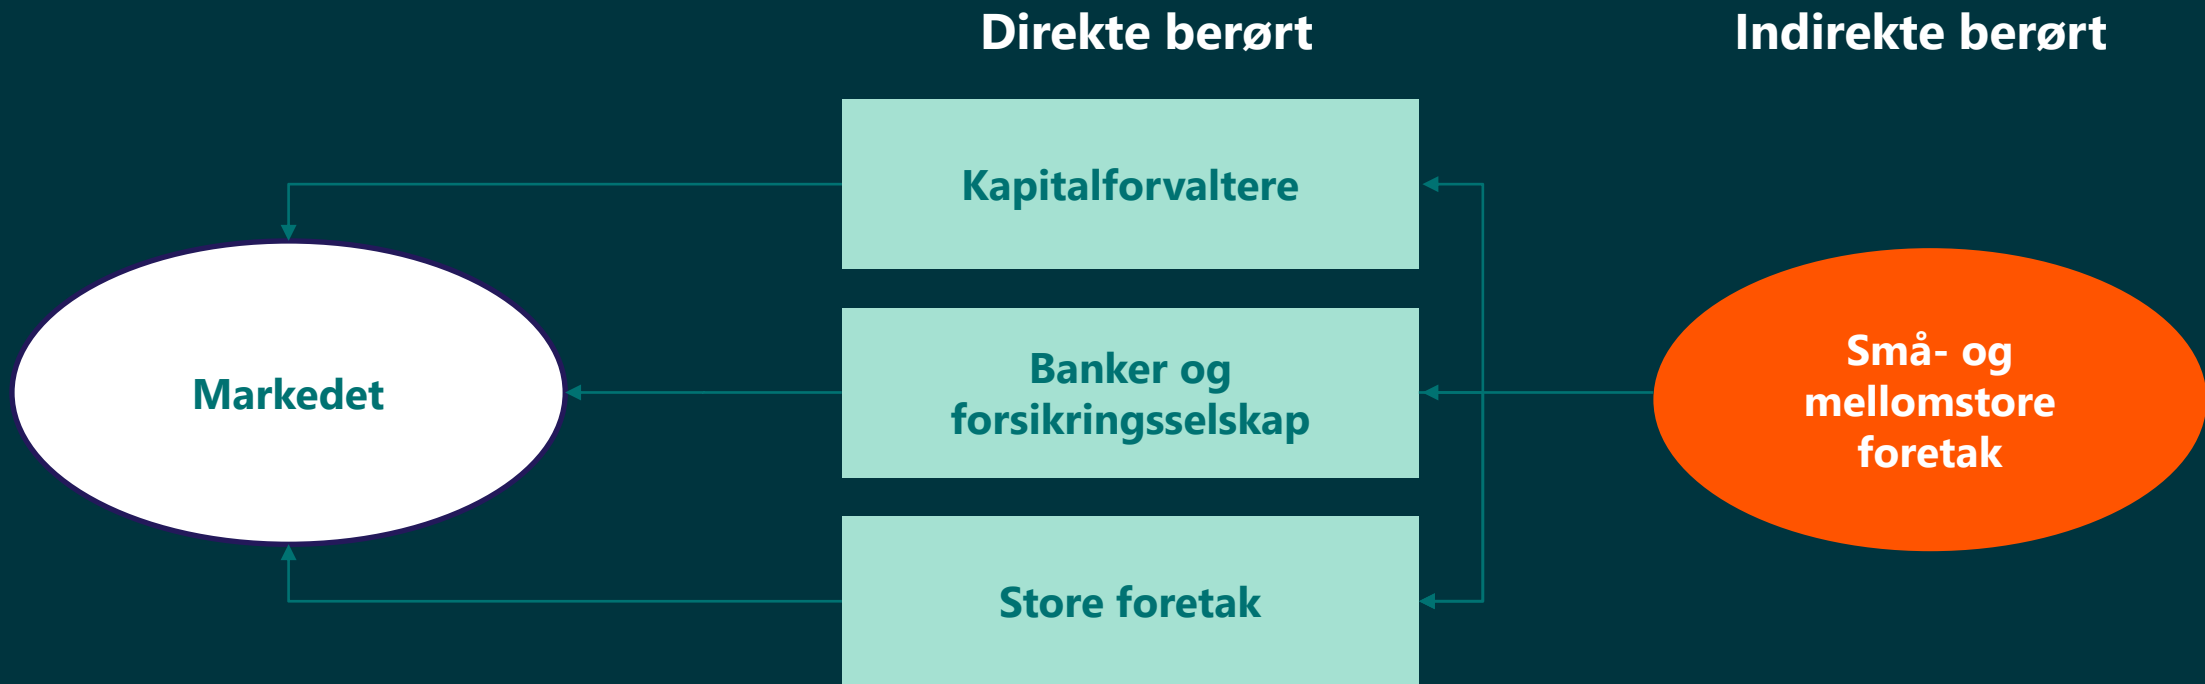 Direkte berørt
Indirekte berørt
Kapitalforvaltere
Markedet
Banker og
forsikringsselskap
Små- og
mellomstore
foretak
Store foretak